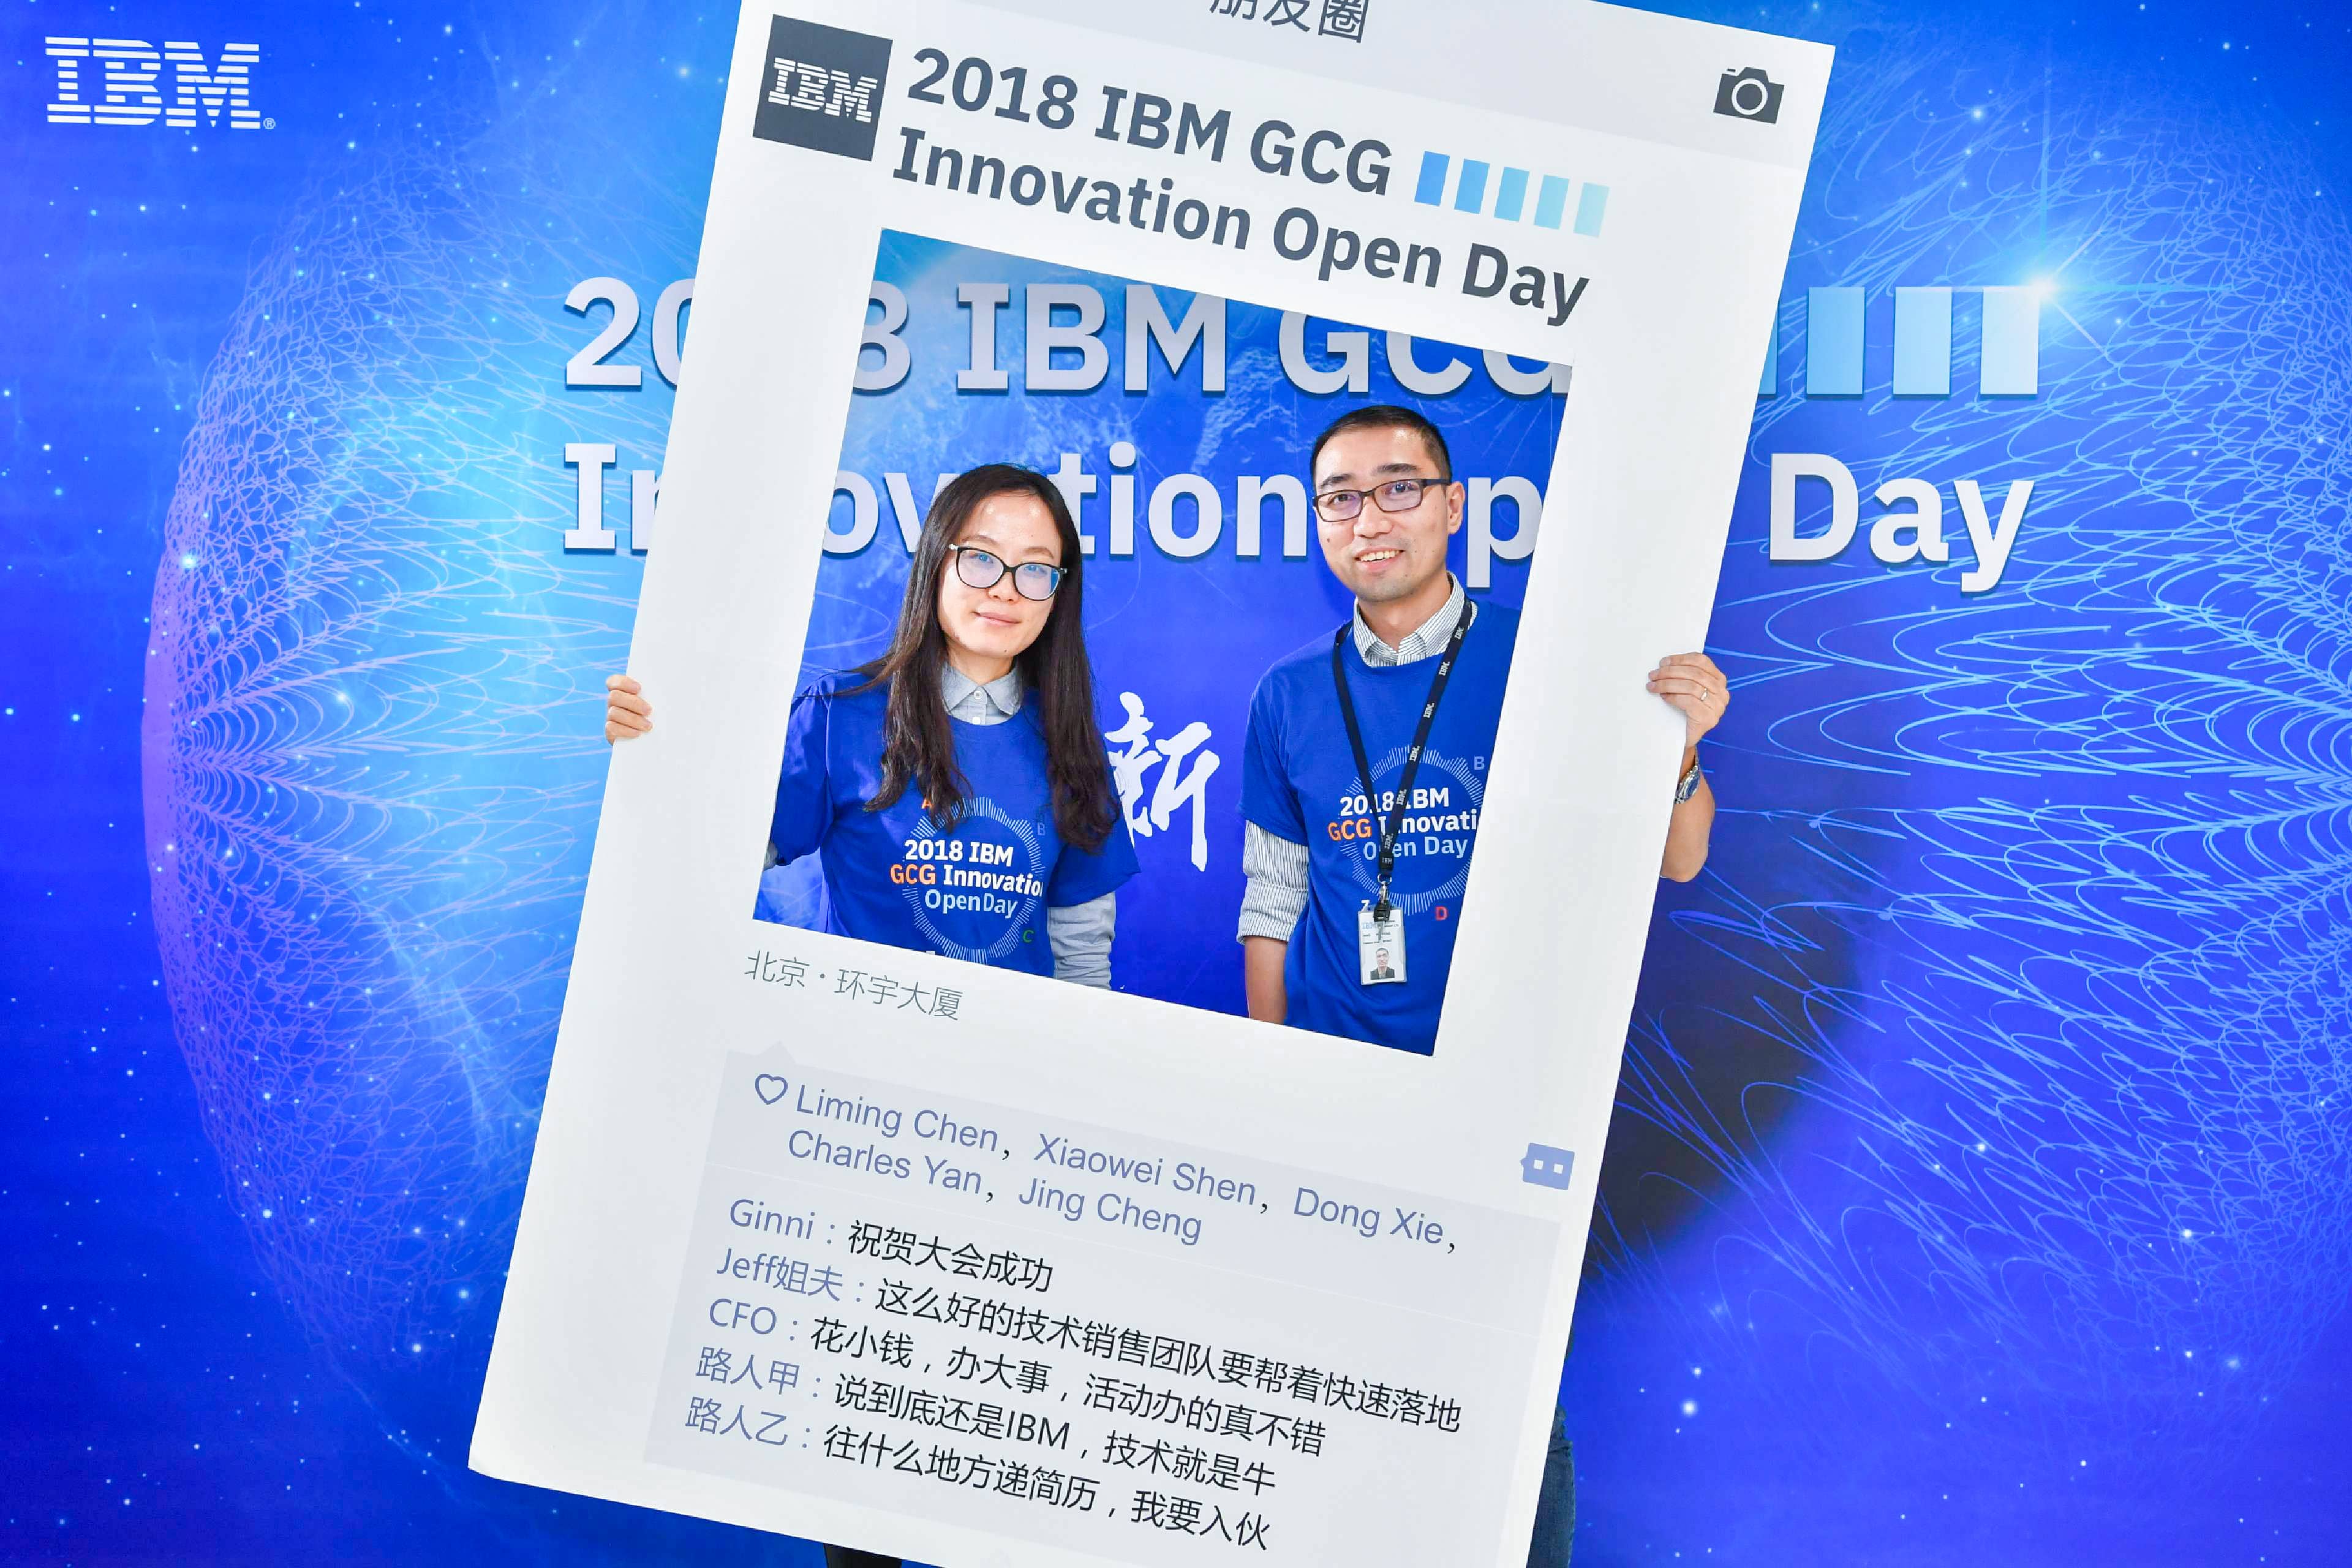 IBM®
朋友圈
IBM
2018 IBM GCG
Innovation Open Day
IBM GCG
Day
新
2018 IBM
GCG Innovation
Open Day
A
B
C
2018 IBM
GCG Innovati
Open Day
B
D
Z
IBM
北京·环宇大厦
Liming Chen，Xiaowei Shen，Dong Xie，
Charles Yan，Jing Cheng
Ginni：祝贺大会成功
Jeff姐夫：这么好的技术销售团队要帮着快速落地
CFO：花小钱，办大事，活动办的真不错
路人甲：说到底还是IBM，技术就是牛
路人乙：往什么地方递简历，我要入伙